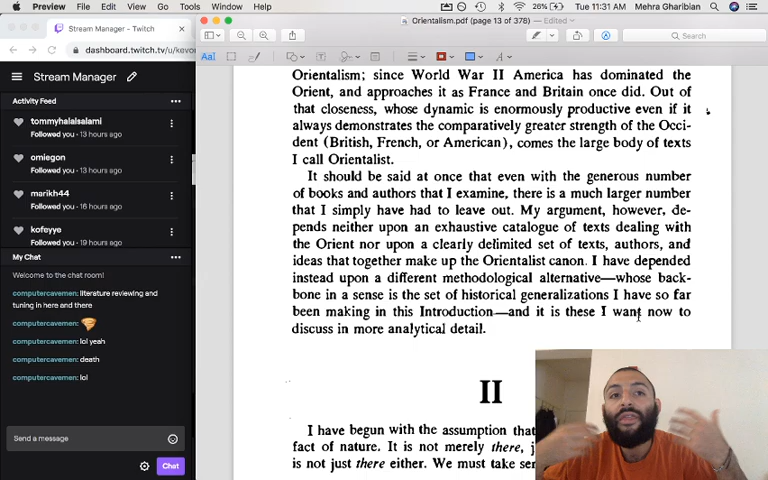 Preview File Edit View Go Tools Window Help
26% Tue 11:31 AM Mehra Gharibian
Stream Manager - Twitch
dashboard.twitch.tv/u/kevo
Stream Manager
Activity Feed
tommyhalalsalami
Followed you · 13 hours ago
omiegon
Followed you · 13 hours ago
marikh44
Followed you · 16 hours ago
kofeyye
Followed you · 19 hours ago
My Chat
Welcome to the chat room!
computercavemen: literature reviewing and
tuning in here and there
computercavemen:
computercavemen: lol yeah
computercavemen: death
computercavemen: lol
Send a message
Chat
Orientalism.pdf (page 13 of 378) — Edited
Search
AaI
A
Orientalism; since World War II America has dominated the
Orient, and approaches it as France and Britain once did. Out of
that closeness, whose dynamic is enormously productive even if it
always demonstrates the comparatively greater strength of the Occi-
dent (British, French, or American), comes the large body of texts
I call Orientalist.
It should be said at once that even with the generous number
of books and authors that I examine, there is a much larger number
that I simply have had to leave out. My argument, however, de-
pends neither upon an exhaustive catalogue of texts dealing with
the Orient nor upon a clearly delimited set of texts, authors, and
ideas that together make up the Orientalist canon. I have depended
instead upon a different methodological alternative—whose back-
bone in a sense is the set of historical generalizations I have so far
been making in this Introduction—and it is these I want now to
discuss in more analytical detail.
II
I have begun with the assumption that
fact of nature. It is not merely there, j
is not just there either. We must take ser